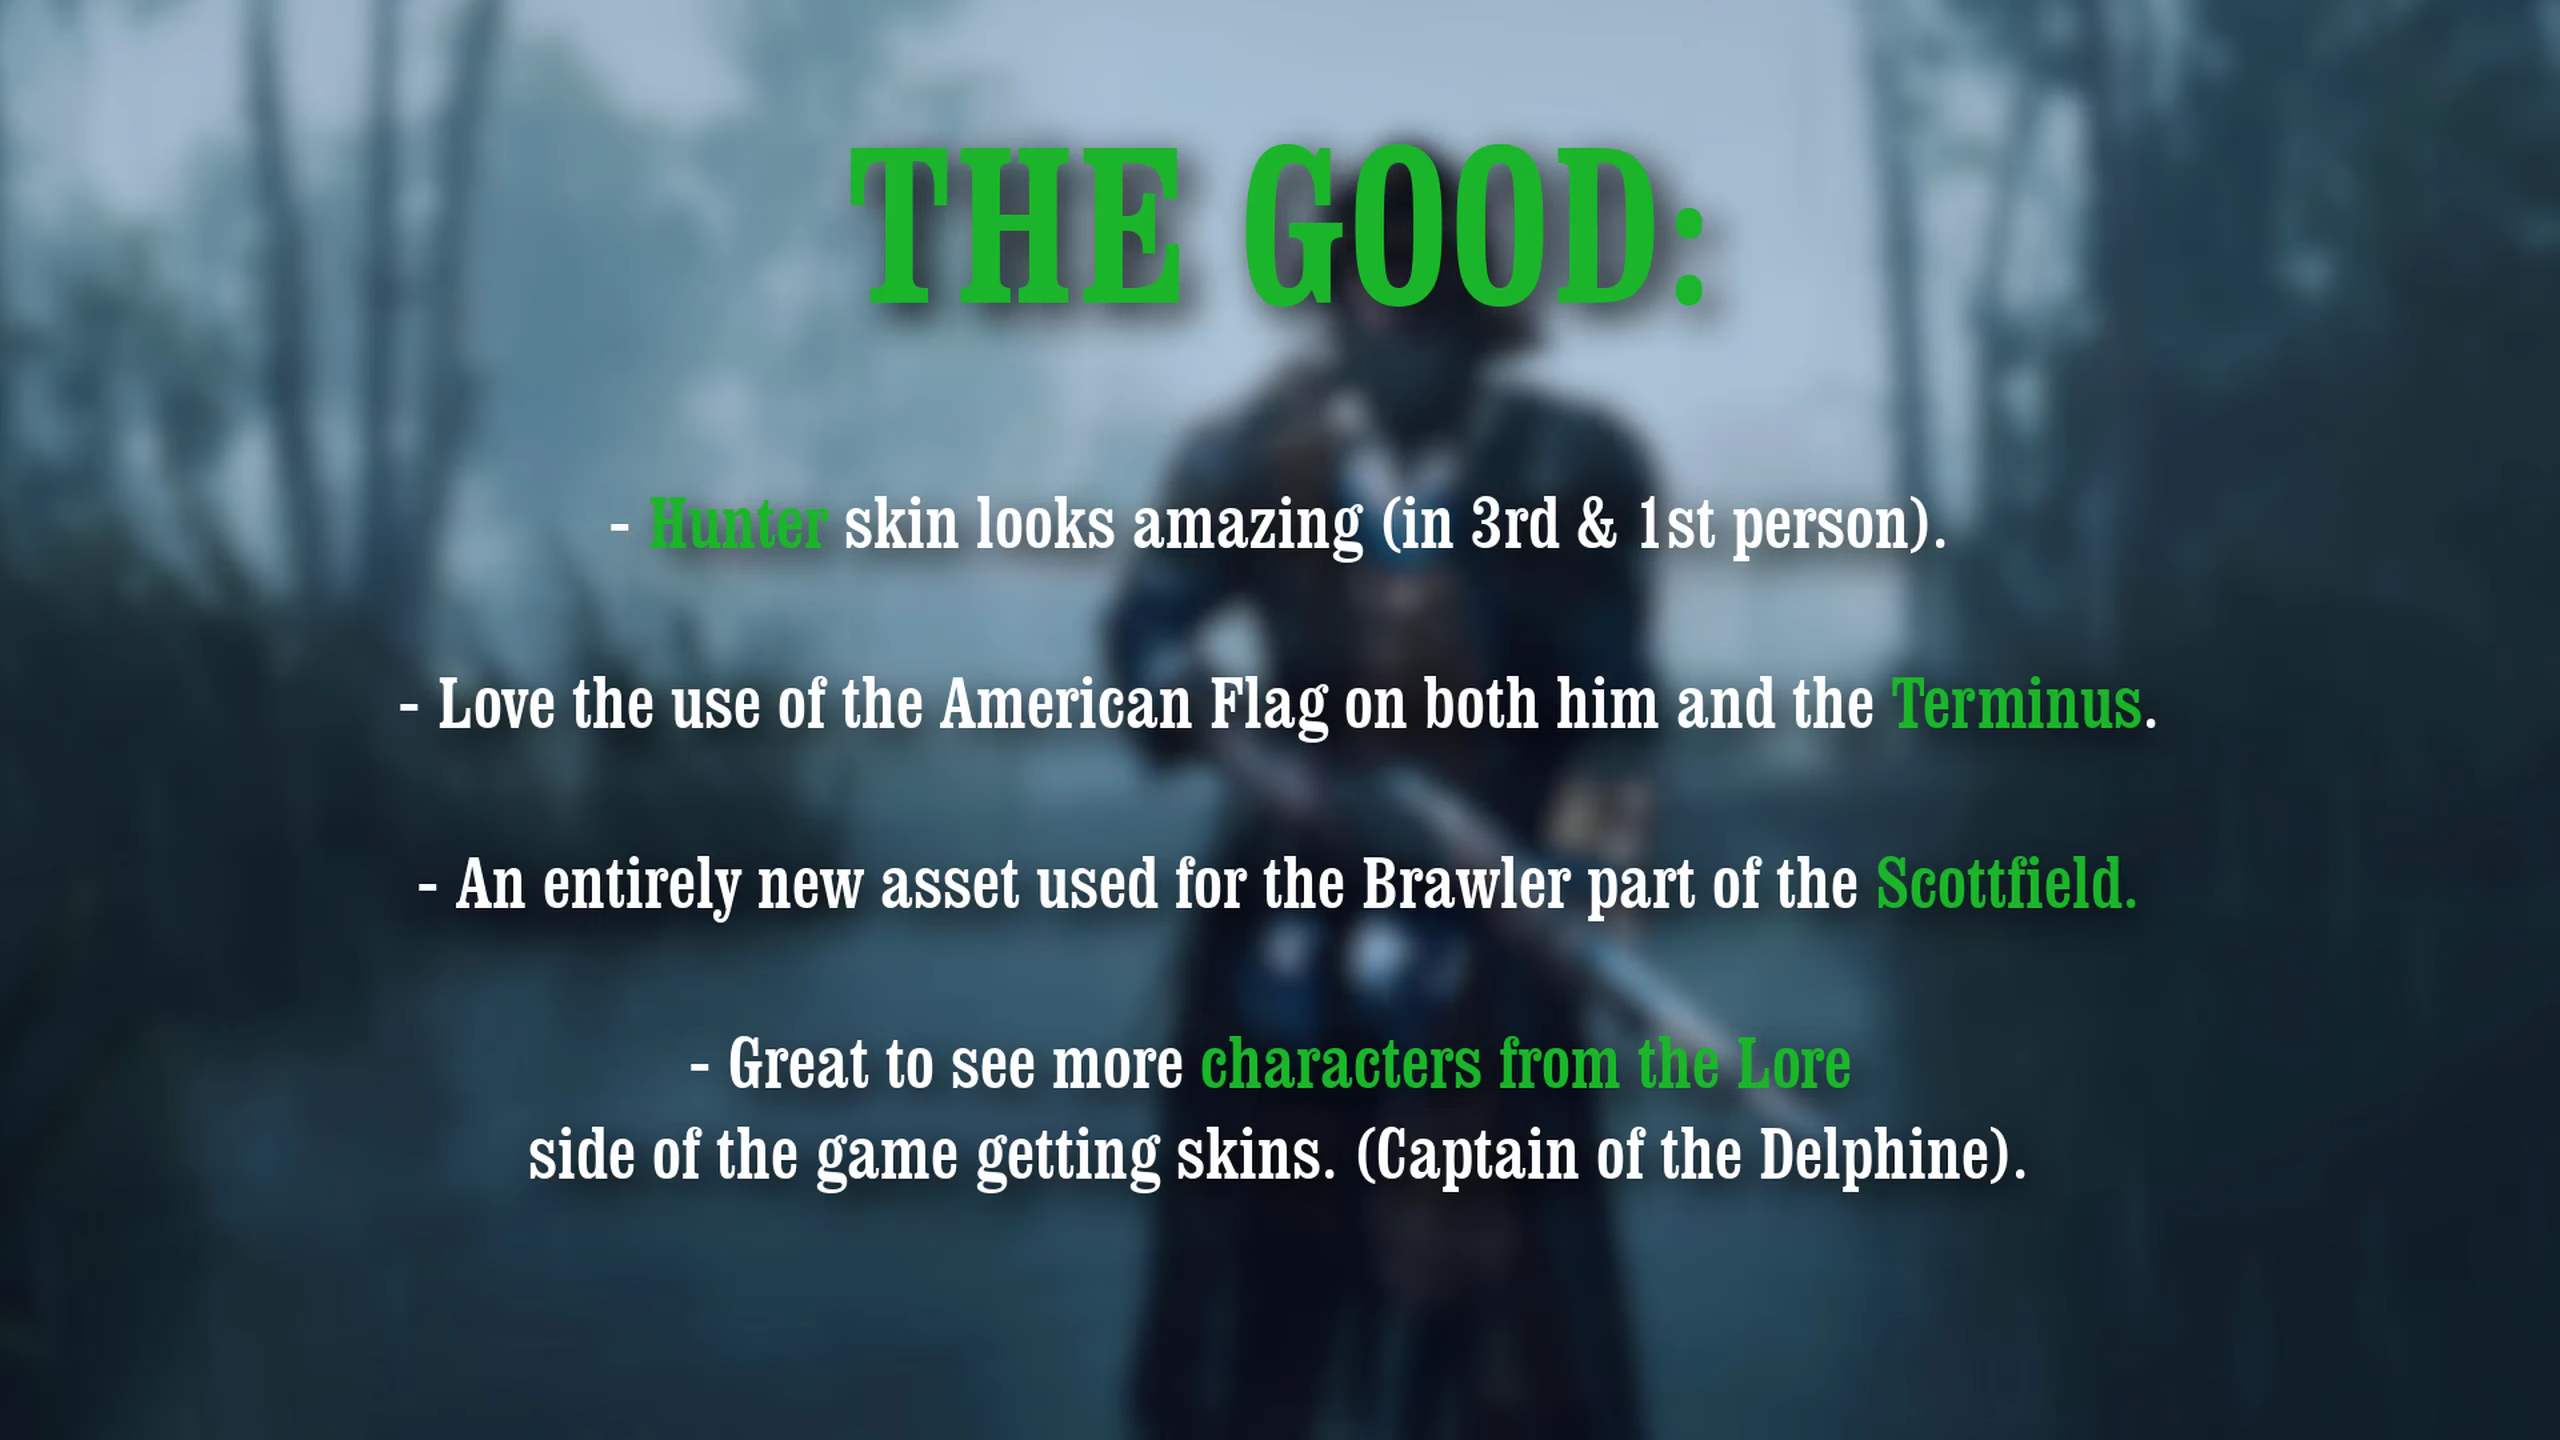 THE GOOD:
- Hunter skin looks amazing (in 3rd & 1st person).
- Love the use of the American Flag on both him and the Terminus.
- An entirely new asset used for the Brawler part of the Scottfield.
- Great to see more characters from the Lore
side of the game getting skins. (Captain of the Delphine).